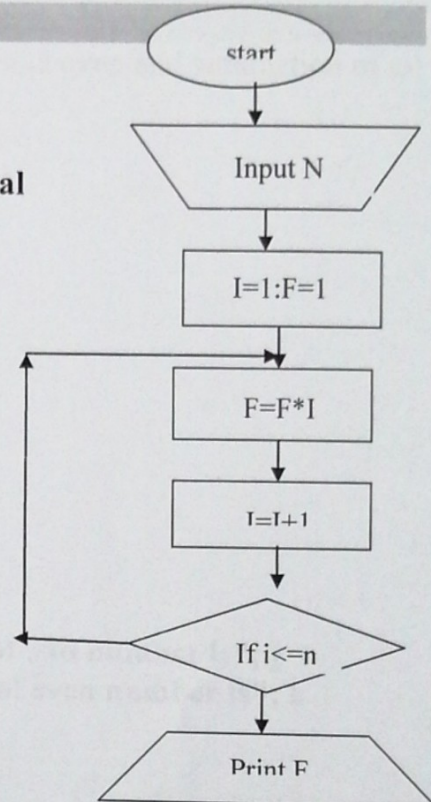 start
Input N
al
I=1:F=1
F=F*I
I=I+1
If i<=n
Print F